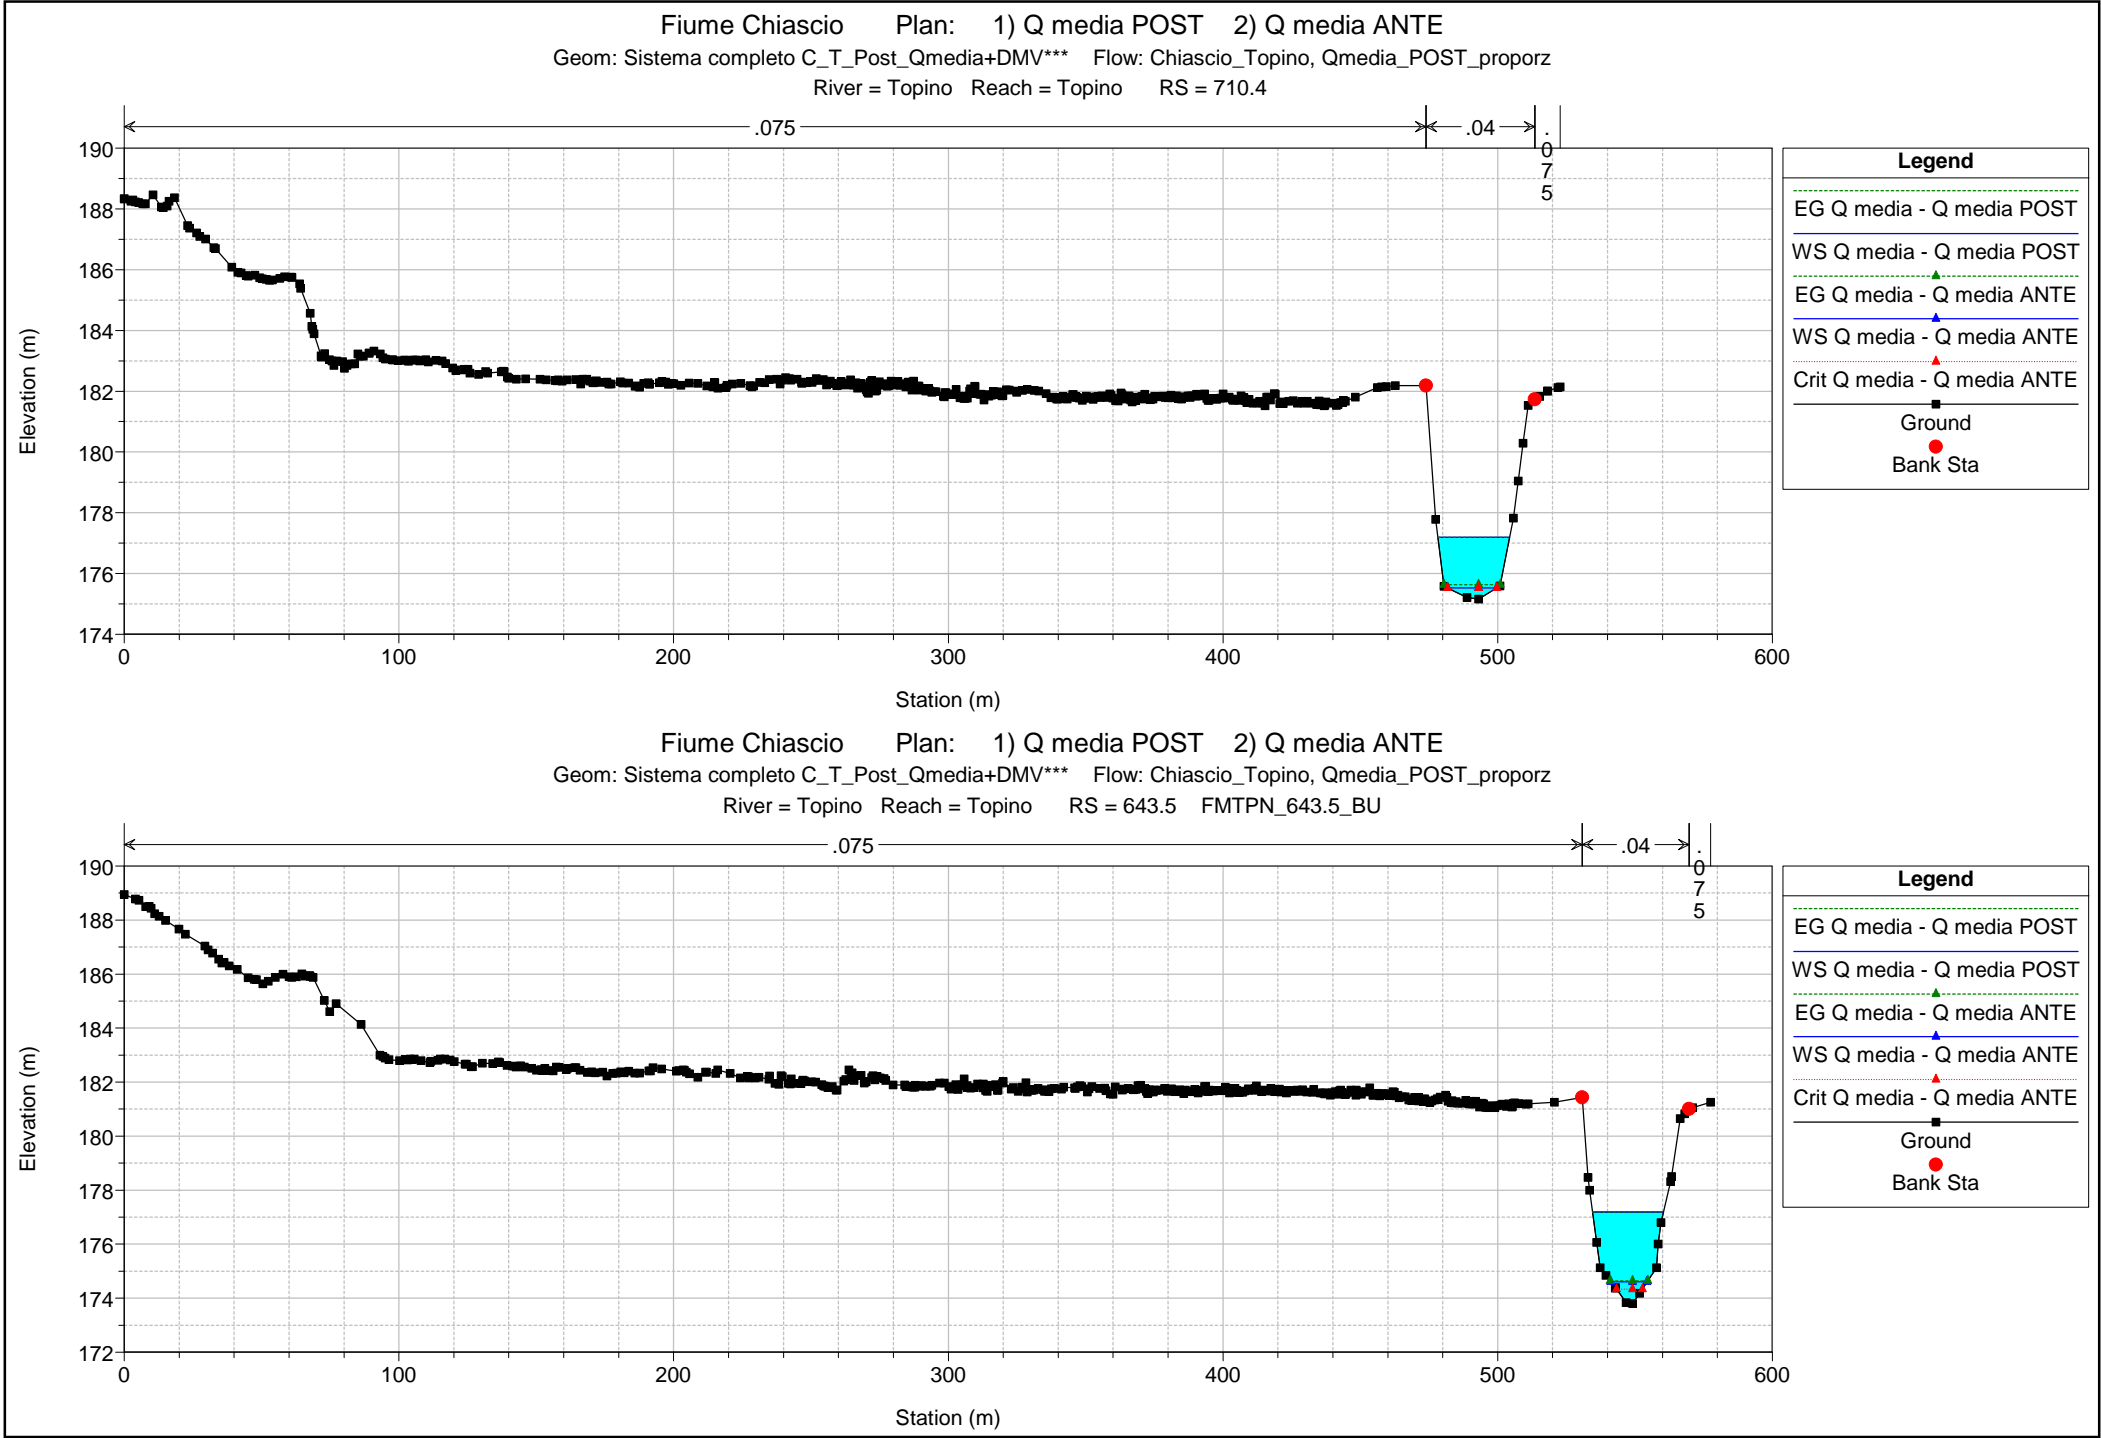 Fiume Chiascio Plan: 1) Q media POST 2) Q media ANTE
Geom: Sistema completo C_T_Post_Qmedia+DMV*** Flow: Chiascio_Topino, Qmedia_POST_proporz
River = Topino Reach = Topino RS = 710.4
.075
.04
.075
190
188
186
184
182
180
178
176
174
Elevation (m)
0 100 200 300 400 500 600
Station (m)
Legend
EG Q media - Q media POST
WS Q media - Q media POST
EG Q media - Q media ANTE
WS Q media - Q media ANTE
Crit Q media - Q media ANTE
Ground
Bank Sta
Fiume Chiascio Plan: 1) Q media POST 2) Q media ANTE
Geom: Sistema completo C_T_Post_Qmedia+DMV*** Flow: Chiascio_Topino, Qmedia_POST_proporz
River = Topino Reach = Topino RS = 643.5 FMTPN_643.5_BU
.075
.04
.075
190
188
186
184
182
180
178
176
174
172
Elevation (m)
0 100 200 300 400 500 600
Station (m)
Legend
EG Q media - Q media POST
WS Q media - Q media POST
EG Q media - Q media ANTE
WS Q media - Q media ANTE
Crit Q media - Q media ANTE
Ground
Bank Sta